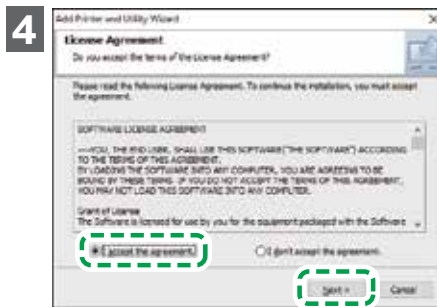 4
Add Printer and Utility Wizard
License Agreement
Do you accept the terms of the License Agreement?
Please read the following License Agreement. To continue the installation, you must accept
the agreement.
SOFTWARE LICENSE AGREEMENT
----YOU, THE END USER, SHALL USE THIS SOFTWARE("THE SOFTWARE") ACCORDING
TO THE TERMS OF THIS AGREEMENT.
BY LOADING THE SOFTWARE INTO ANY COMPUTER, YOU ARE AGREEING TO BE
BOUND BY THESE TERMS. IF YOU DO NOT ACCEPT THE TERMS OF THIS AGREEMENT,
YOU MAY NOT LOAD THIS SOFTWARE INTO ANY COMPUTER.
Grant of License
The Software is licensed for use by you for the equipment packaged with the Software
I accept the agreement.
I don't accept the agreement.
Next >
Cancel